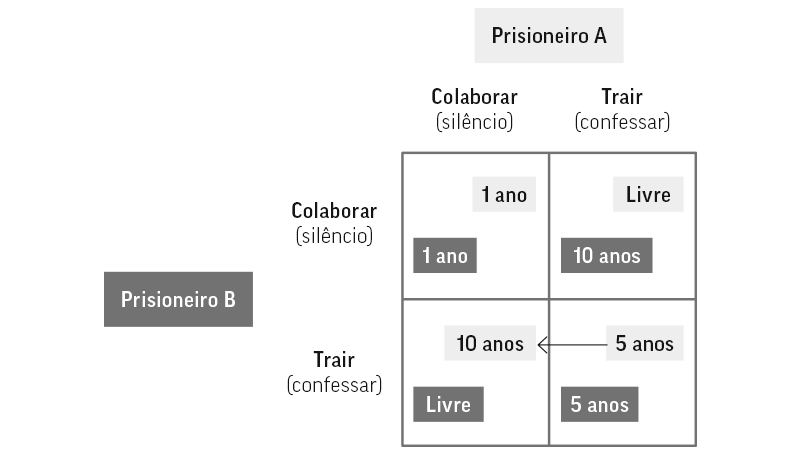 Prisioneiro A
Colaborar
(silêncio)
Trair
(confessar)
Colaborar
(silêncio)
1 ano
Livre
1 ano
10 anos
Prisioneiro B
Trair
(confessar)
10 anos
5 anos
Livre
5 anos